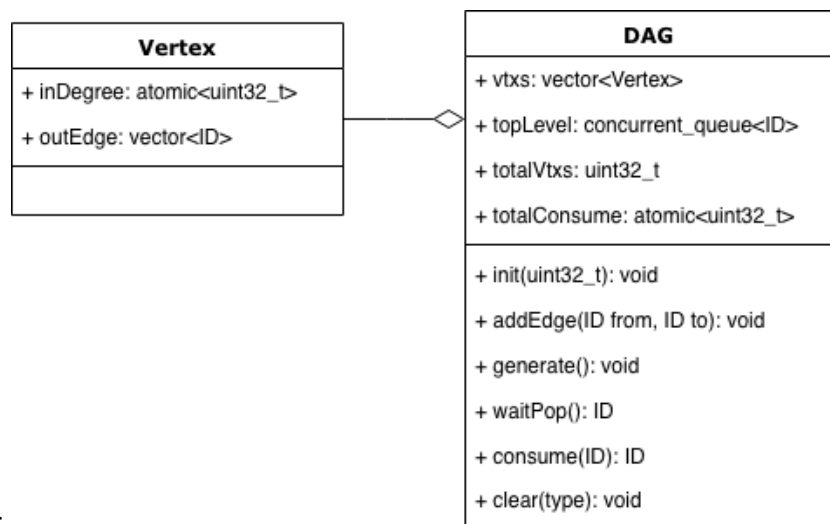 Vertex
+ inDegree: atomic<uint32_t>
+ outEdge: vector<ID>
DAG
+ vtxs: vector<Vertex>
+ topLevel: concurrent_queue<ID>
+ totalVtxs: uint32_t
+ totalConsume: atomic<uint32_t>
+ init(uint32_t): void
+ addEdge(ID from, ID to): void
+ generate(): void
+ waitPop(): ID
+ consume(ID): ID
+ clear(type): void